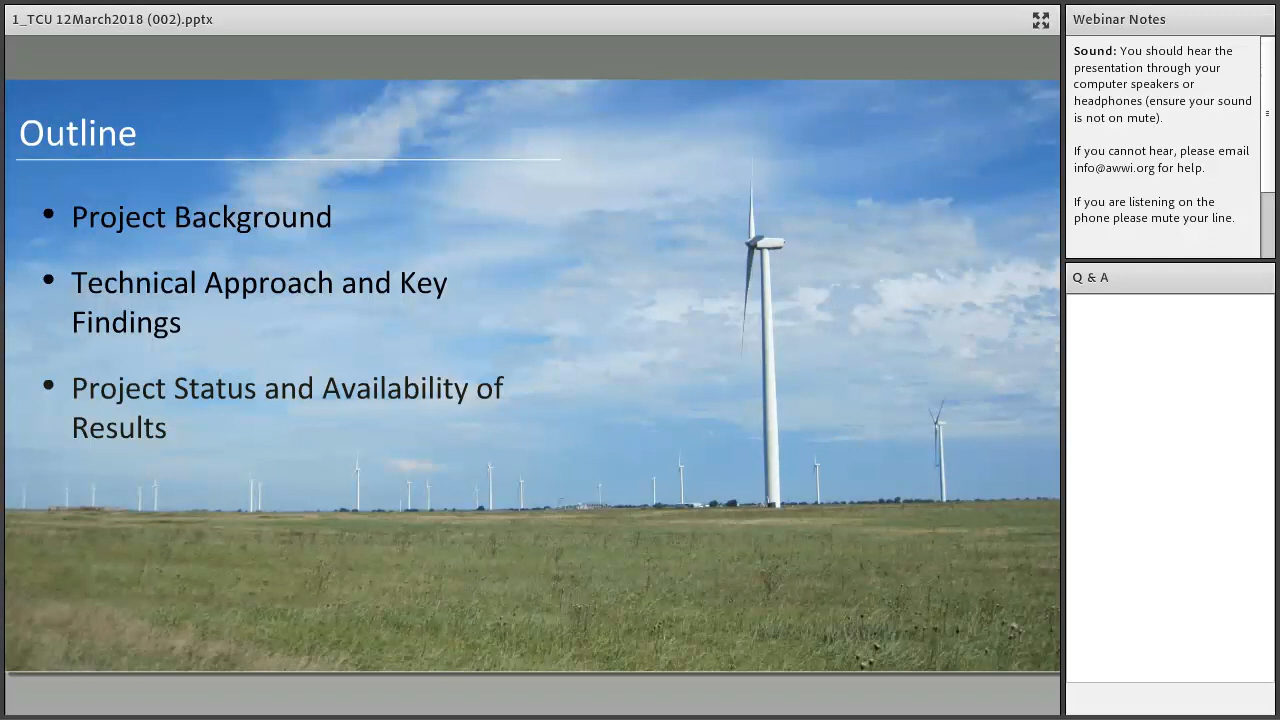 1_TCU 12March2018 (002).pptx
Outline
• Project Background
• Technical Approach and Key
Findings
• Project Status and Availability of
Results
Webinar Notes
Sound: You should hear the
presentation through your
computer speakers or
headphones (ensure your sound
is not on mute).
If you cannot hear, please email
info@awwi.org for help.
If you are listening on the
phone please mute your line.
Q & A